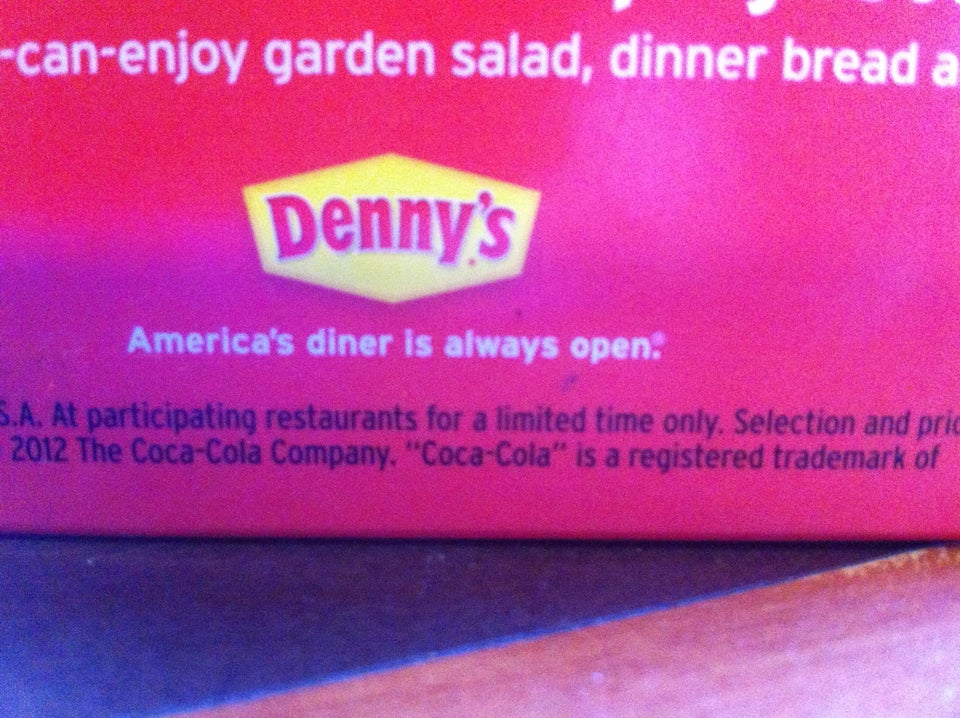 -can-enjoy garden salad, dinner bread a
Denny's
America's diner is always open.®
S.A. At participating restaurants for a limited time only. Selection and pric
2012 The Coca-Cola Company. "Coca-Cola" is a registered trademark of